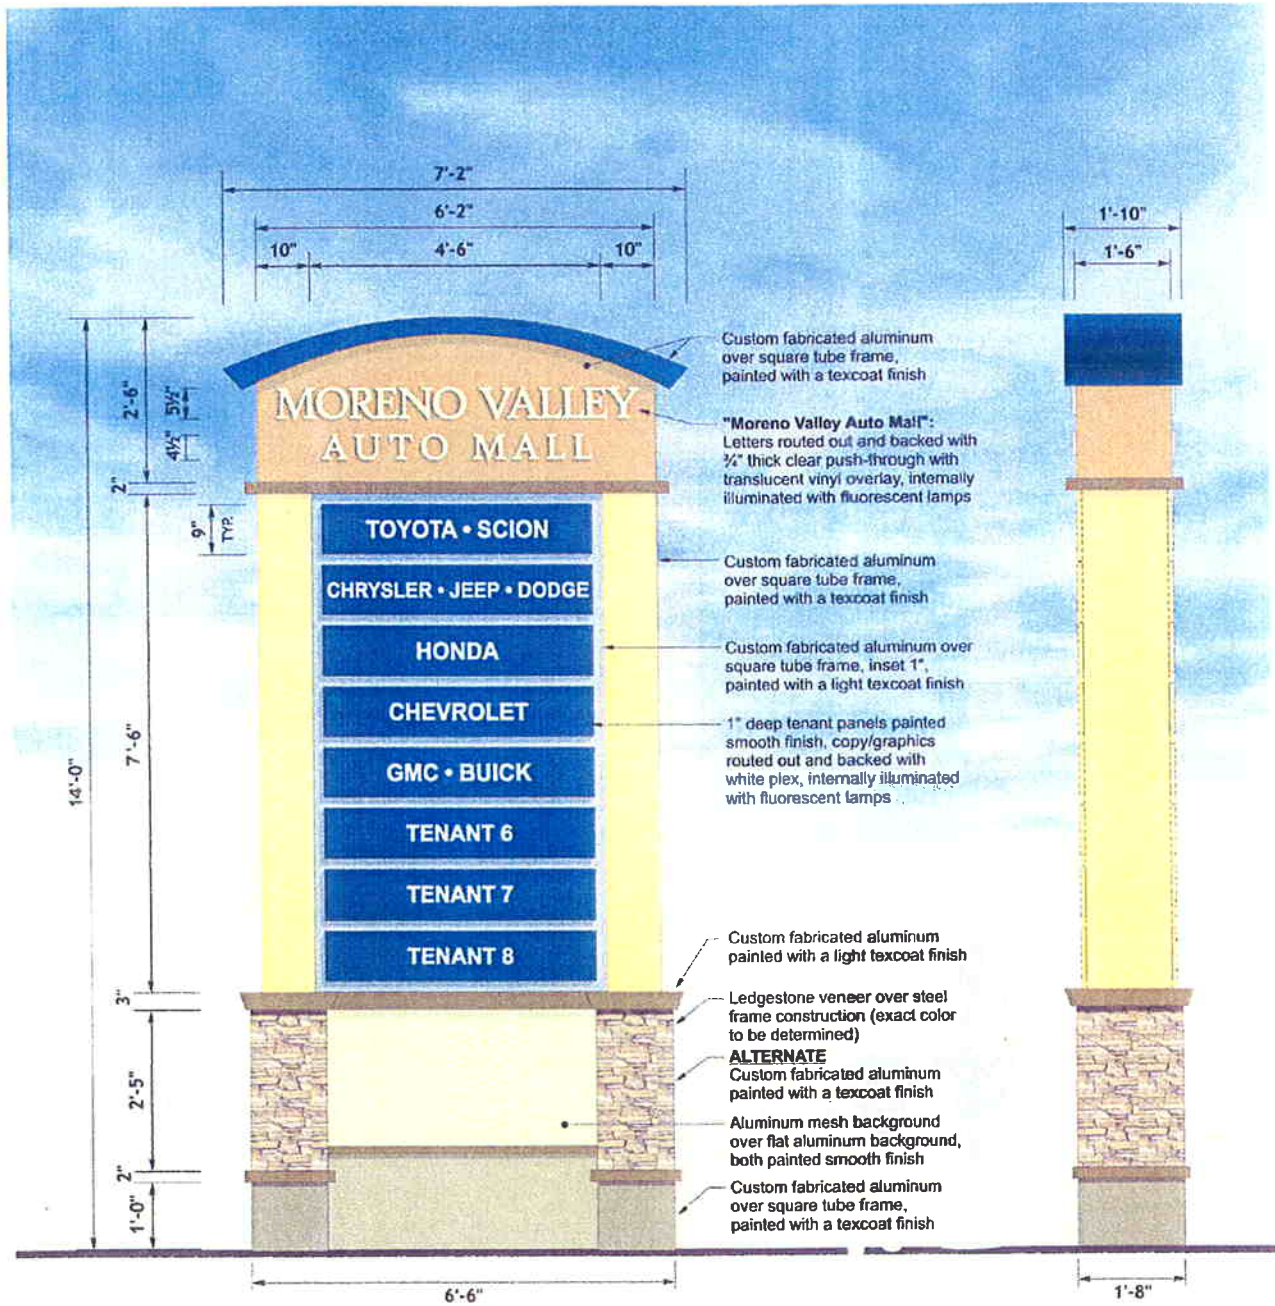 7'-2"
6'-2"
10"
4'-6"
10"
1'-10"
1'-6"
14'-0"
2'-6"
5½"
4½"
2"
9"
TYP.
7'-6"
3"
2'-5"
2"
1'-0"
MORENO VALLEY
AUTO MALL
TOYOTA • SCION
CHRYSLER • JEEP • DODGE
HONDA
CHEVROLET
GMC • BUICK
TENANT 6
TENANT 7
TENANT 8
Custom fabricated aluminum
over square tube frame,
painted with a texcoat finish
"Moreno Valley Auto Mall":
Letters routed out and backed with
¾" thick clear push-through with
translucent vinyl overlay, internally
illuminated with fluorescent lamps
Custom fabricated aluminum
over square tube frame,
painted with a texcoat finish
Custom fabricated aluminum over
square tube frame, inset 1",
painted with a light texcoat finish
1" deep tenant panels painted
smooth finish, copy/graphics
routed out and backed with
white plex, internally illuminated
with fluorescent lamps
Custom fabricated aluminum
painted with a light texcoat finish
Ledgestone veneer over steel
frame construction (exact color
to be determined)
ALTERNATE
Custom fabricated aluminum
painted with a texcoat finish
Aluminum mesh background
over flat aluminum background,
both painted smooth finish
Custom fabricated aluminum
over square tube frame,
painted with a texcoat finish
6'-6"
1'-8"